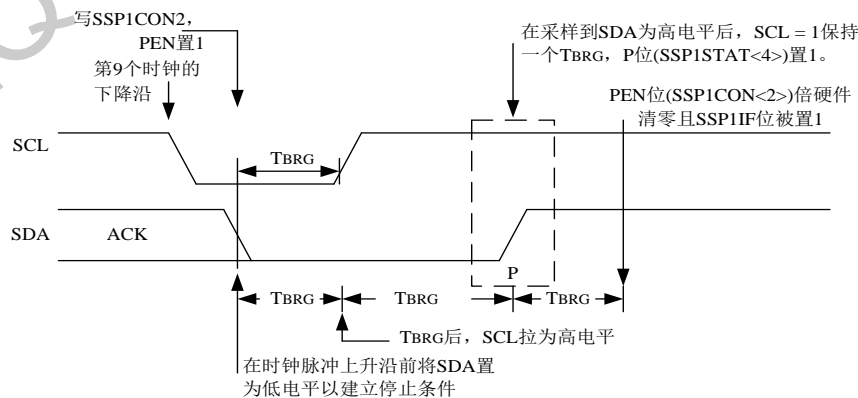 写SSP1CON2，
PEN置1
第9个时钟的
下降沿
在采样到SDA为高电平后，SCL = 1保持
一个TBRG，P位(SSP1STAT<4>)置1。
PEN位(SSP1CON<2>)倍硬件
清零且SSP1IF位被置1
SCL
TBRG
SDA
ACK
P
TBRG
TBRG
TBRG
TBRG后，SCL拉为高电平
在时钟脉冲上升沿前将SDA置
为低电平以建立停止条件